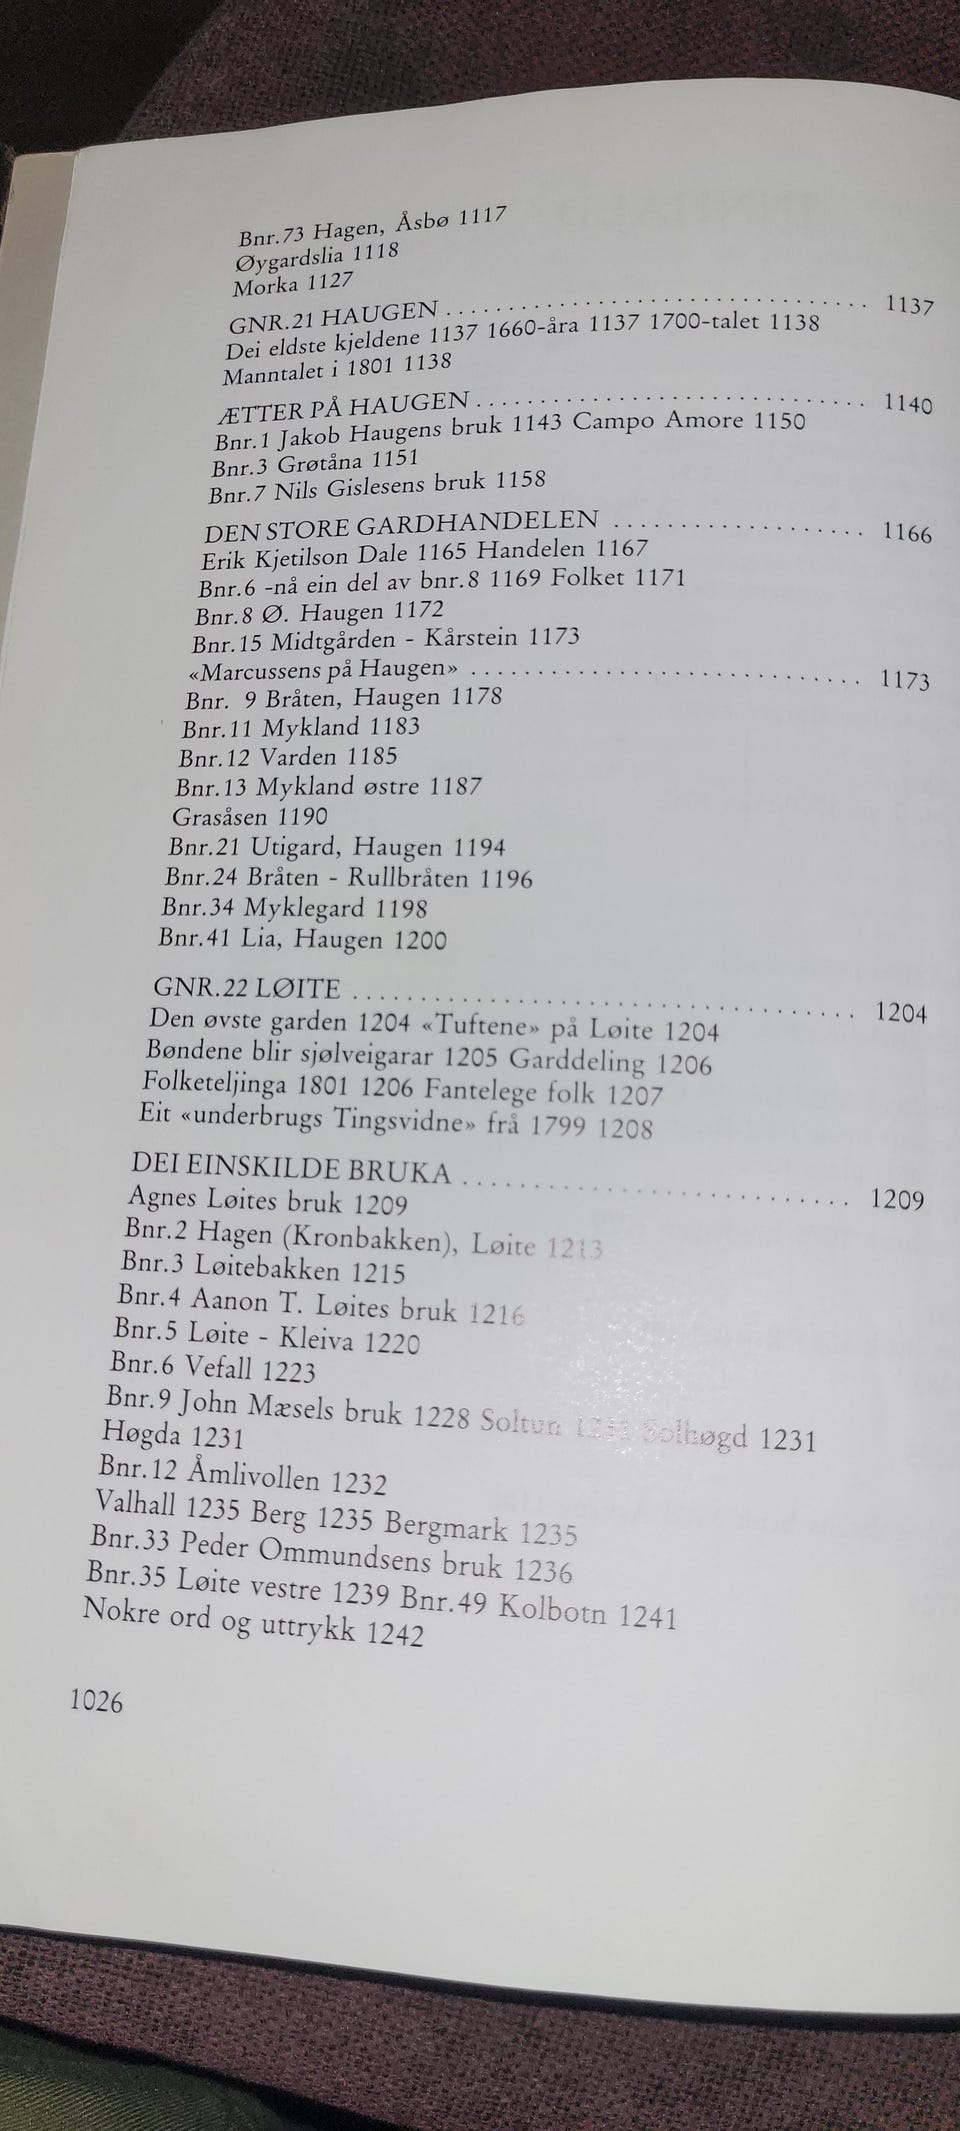 Bnr.73 Hagen, Åsbø 1117
Øygardslia 1118
Morka 1127
GNR.21 HAUGEN . . . . . . . . . . . . . . . . . . . . . . . . . . . . . . . . 1137
Dei eldste kjeldene 1137 1660-åra 1137 1700-talet 1138
Manntalet i 1801 1138
ÆTTER PÅ HAUGEN . . . . . . . . . . . . . . . . . . . . . . . . . . . . . 1140
Bnr.1 Jakob Haugens bruk 1143 Campo Amore 1150
Bnr.3 Grøtåna 1151
Bnr.7 Nils Gislesens bruk 1158
DEN STORE GARDHANDELEN . . . . . . . . . . . . . . . . . . . 1166
Erik Kjetilson Dale 1165 Handelen 1167
Bnr.6 -nå ein del av bnr.8 1169 Folket 1171
Bnr.8 Ø. Haugen 1172
Bnr.15 Midtgården - Kårstein 1173
«Marcussens på Haugen» . . . . . . . . . . . . . . . . . . . . . . . . . . . . . 1173
Bnr. 9 Bråten, Haugen 1178
Bnr.11 Mykland 1183
Bnr.12 Varden 1185
Bnr.13 Mykland østre 1187
Grasåsen 1190
Bnr.21 Utigard, Haugen 1194
Bnr.24 Bråten - Rullbråten 1196
Bnr.34 Myklegard 1198
Bnr.41 Lia, Haugen 1200
GNR.22 LØITE . . . . . . . . . . . . . . . . . . . . . . . . . . . . . . . . . . . . . 1204
Den øvste garden 1204 «Tuftene» på Løite 1204
Bøndene blir sjølveigarar 1205 Garddeling 1206
Folketeljinga 1801 1206 Fantelege folk 1207
Eit «underbrugs Tingsvidne» frå 1799 1208
DEI EINSKILDE BRUKA . . . . . . . . . . . . . . . . . . . . . . . . . . . . . 1209
Agnes Løites bruk 1209
Bnr.2 Hagen (Kronbakken), Løite 1213
Bnr.3 Løitebakken 1215
Bnr.4 Aanon T. Løites bruk 1216
Bnr.5 Løite - Kleiva 1220
Bnr.6 Vefall 1223
Bnr.9 John Mæsels bruk 1228 Soltun Solhøgd 1231
Høgda 1231
Bnr.12 Åmlivollen 1232
Valhall 1235 Berg 1235 Bergmark 1235
Bnr.33 Peder Ommundsens bruk 1236
Bnr.35 Løite vestre 1239 Bnr.49 Kolbotn 1241
Nokre ord og uttrykk 1242
1026